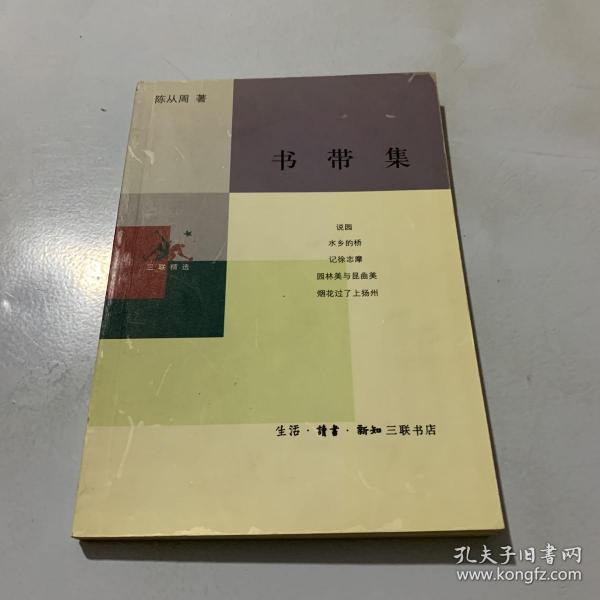 陈从周 著
书带集
说园
水乡的桥
记徐志摩
园林美与昆曲美
烟花过了上扬州
三联精选
生活·讀書·新知三联书店
孔夫子旧书网
www.kongfz.com